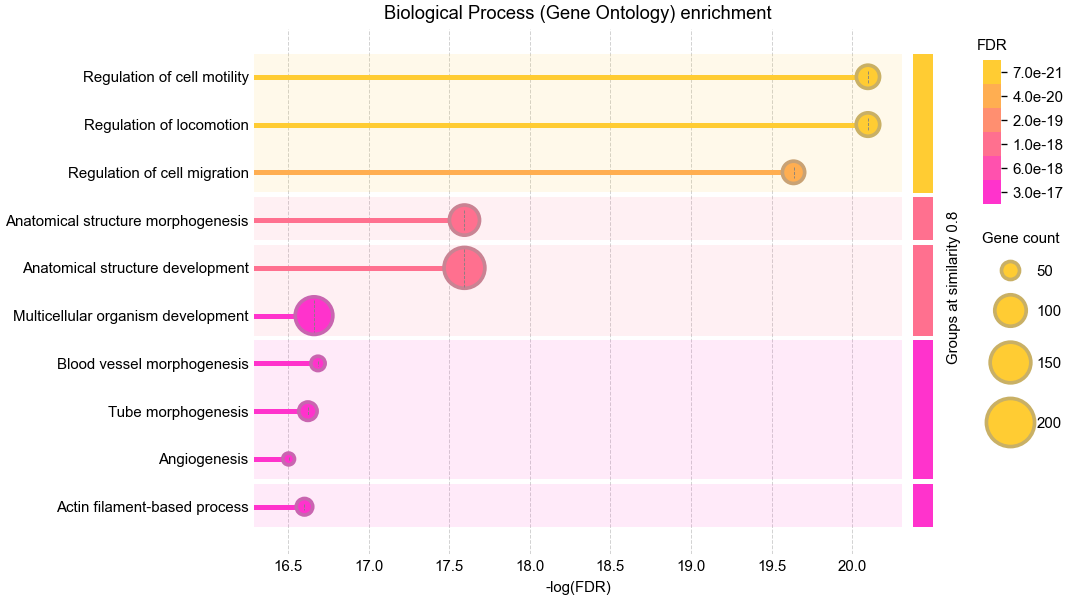 Biological Process (Gene Ontology) enrichment
Regulation of cell motility
Regulation of locomotion
Regulation of cell migration
Anatomical structure morphogenesis
Anatomical structure development
Multicellular organism development
Blood vessel morphogenesis
Tube morphogenesis
Angiogenesis
Actin filament-based process
16.5 17.0 17.5 18.0 18.5 19.0 19.5 20.0
-log(FDR)
Groups at similarity 0.8
FDR
7.0e-21
4.0e-20
2.0e-19
1.0e-18
6.0e-18
3.0e-17
Gene count
50
100
150
200